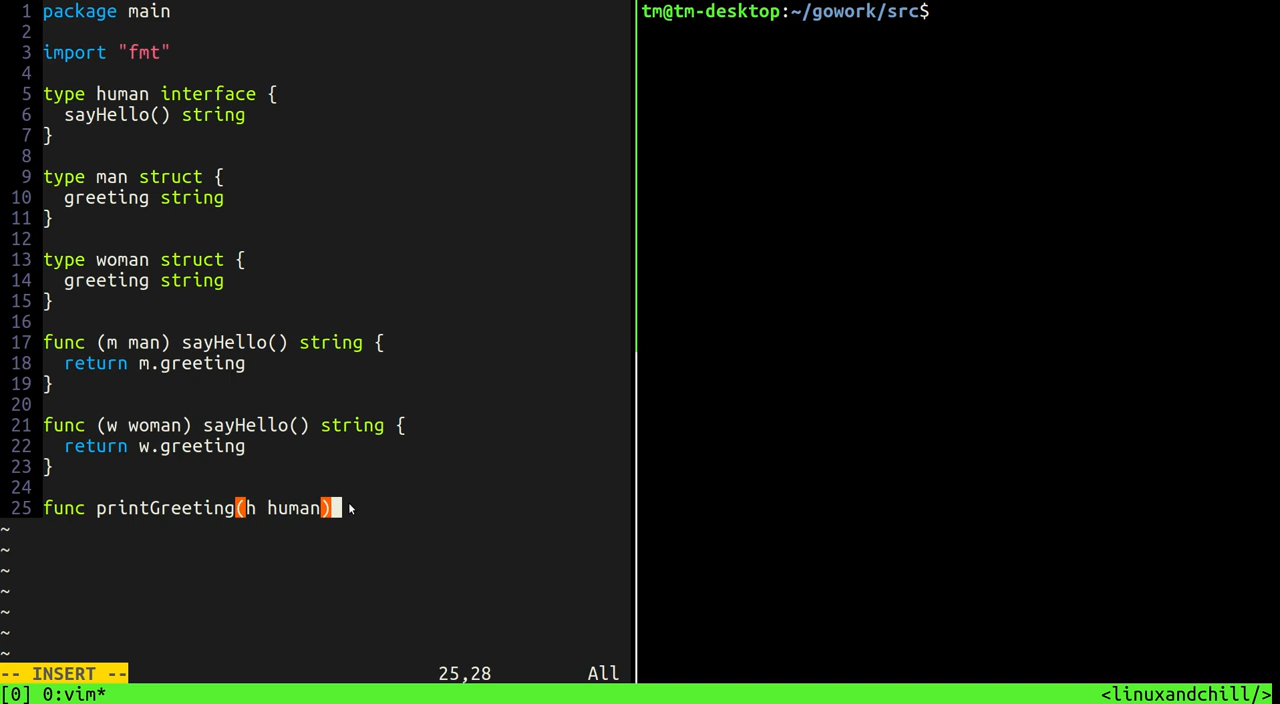 1 package main
2
3 import "fmt"
4
5 type human interface {
6   sayHello() string
7 }
8
9 type man struct {
10   greeting string
11 }
12
13 type woman struct {
14   greeting string
15 }
16
17 func (m man) sayHello() string {
18   return m.greeting
19 }
20
21 func (w woman) sayHello() string {
22   return w.greeting
23 }
24
25 func printGreeting(h human)
~
~
~
~
~
~
~
-- INSERT -- 25,28 All
tm@tm-desktop:~/gowork/src$
[0] 0:vim* <linuxandchill/>